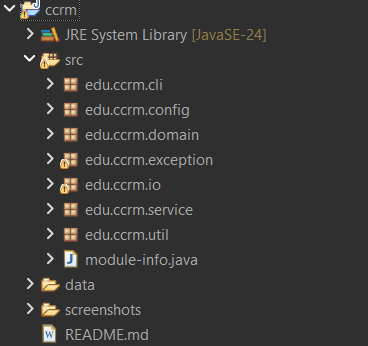 ccrm
JRE System Library [JavaSE-24]
src
edu.ccrm.cli
edu.ccrm.config
edu.ccrm.domain
edu.ccrm.exception
edu.ccrm.io
edu.ccrm.service
edu.ccrm.util
module-info.java
data
screenshots
README.md